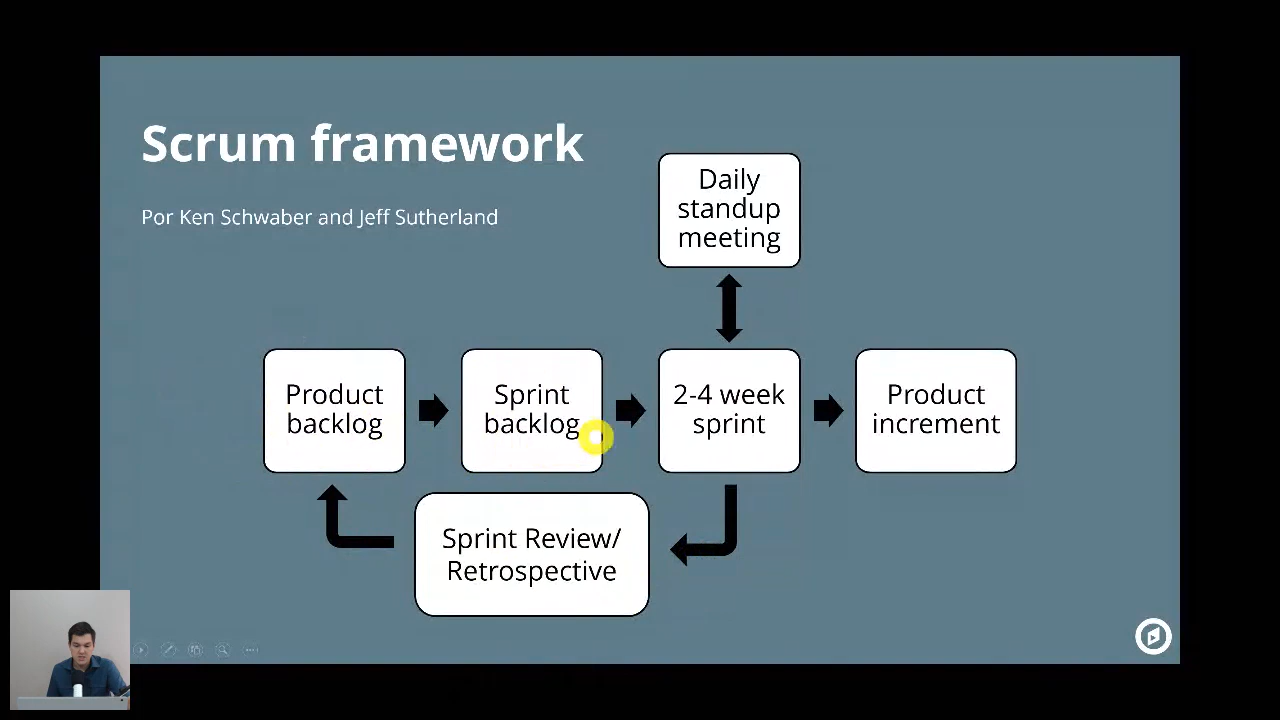 Scrum framework
Por Ken Schwaber and Jeff Sutherland
Daily
standup
meeting
Product
backlog
Sprint
backlog
2-4 week
sprint
Product
increment
Sprint Review/
Retrospective